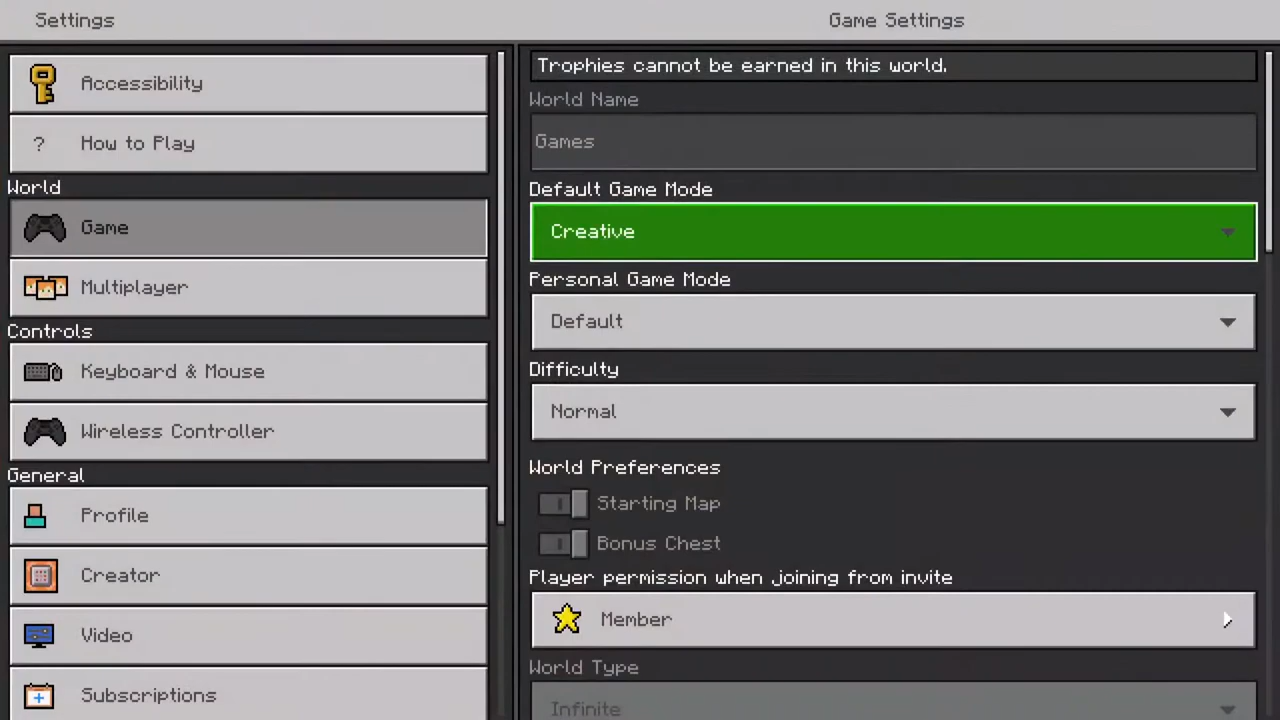 Settings
Game Settings
Accessibility
? How to Play
World
Game
Multiplayer
Controls
Keyboard & Mouse
Wireless Controller
General
Profile
Creator
Video
Subscriptions
Trophies cannot be earned in this world.
World Name
Games
Default Game Mode
Creative
Personal Game Mode
Default
Difficulty
Normal
World Preferences
Starting Map
Bonus Chest
Player permission when joining from invite
Member
World Type
Infinite